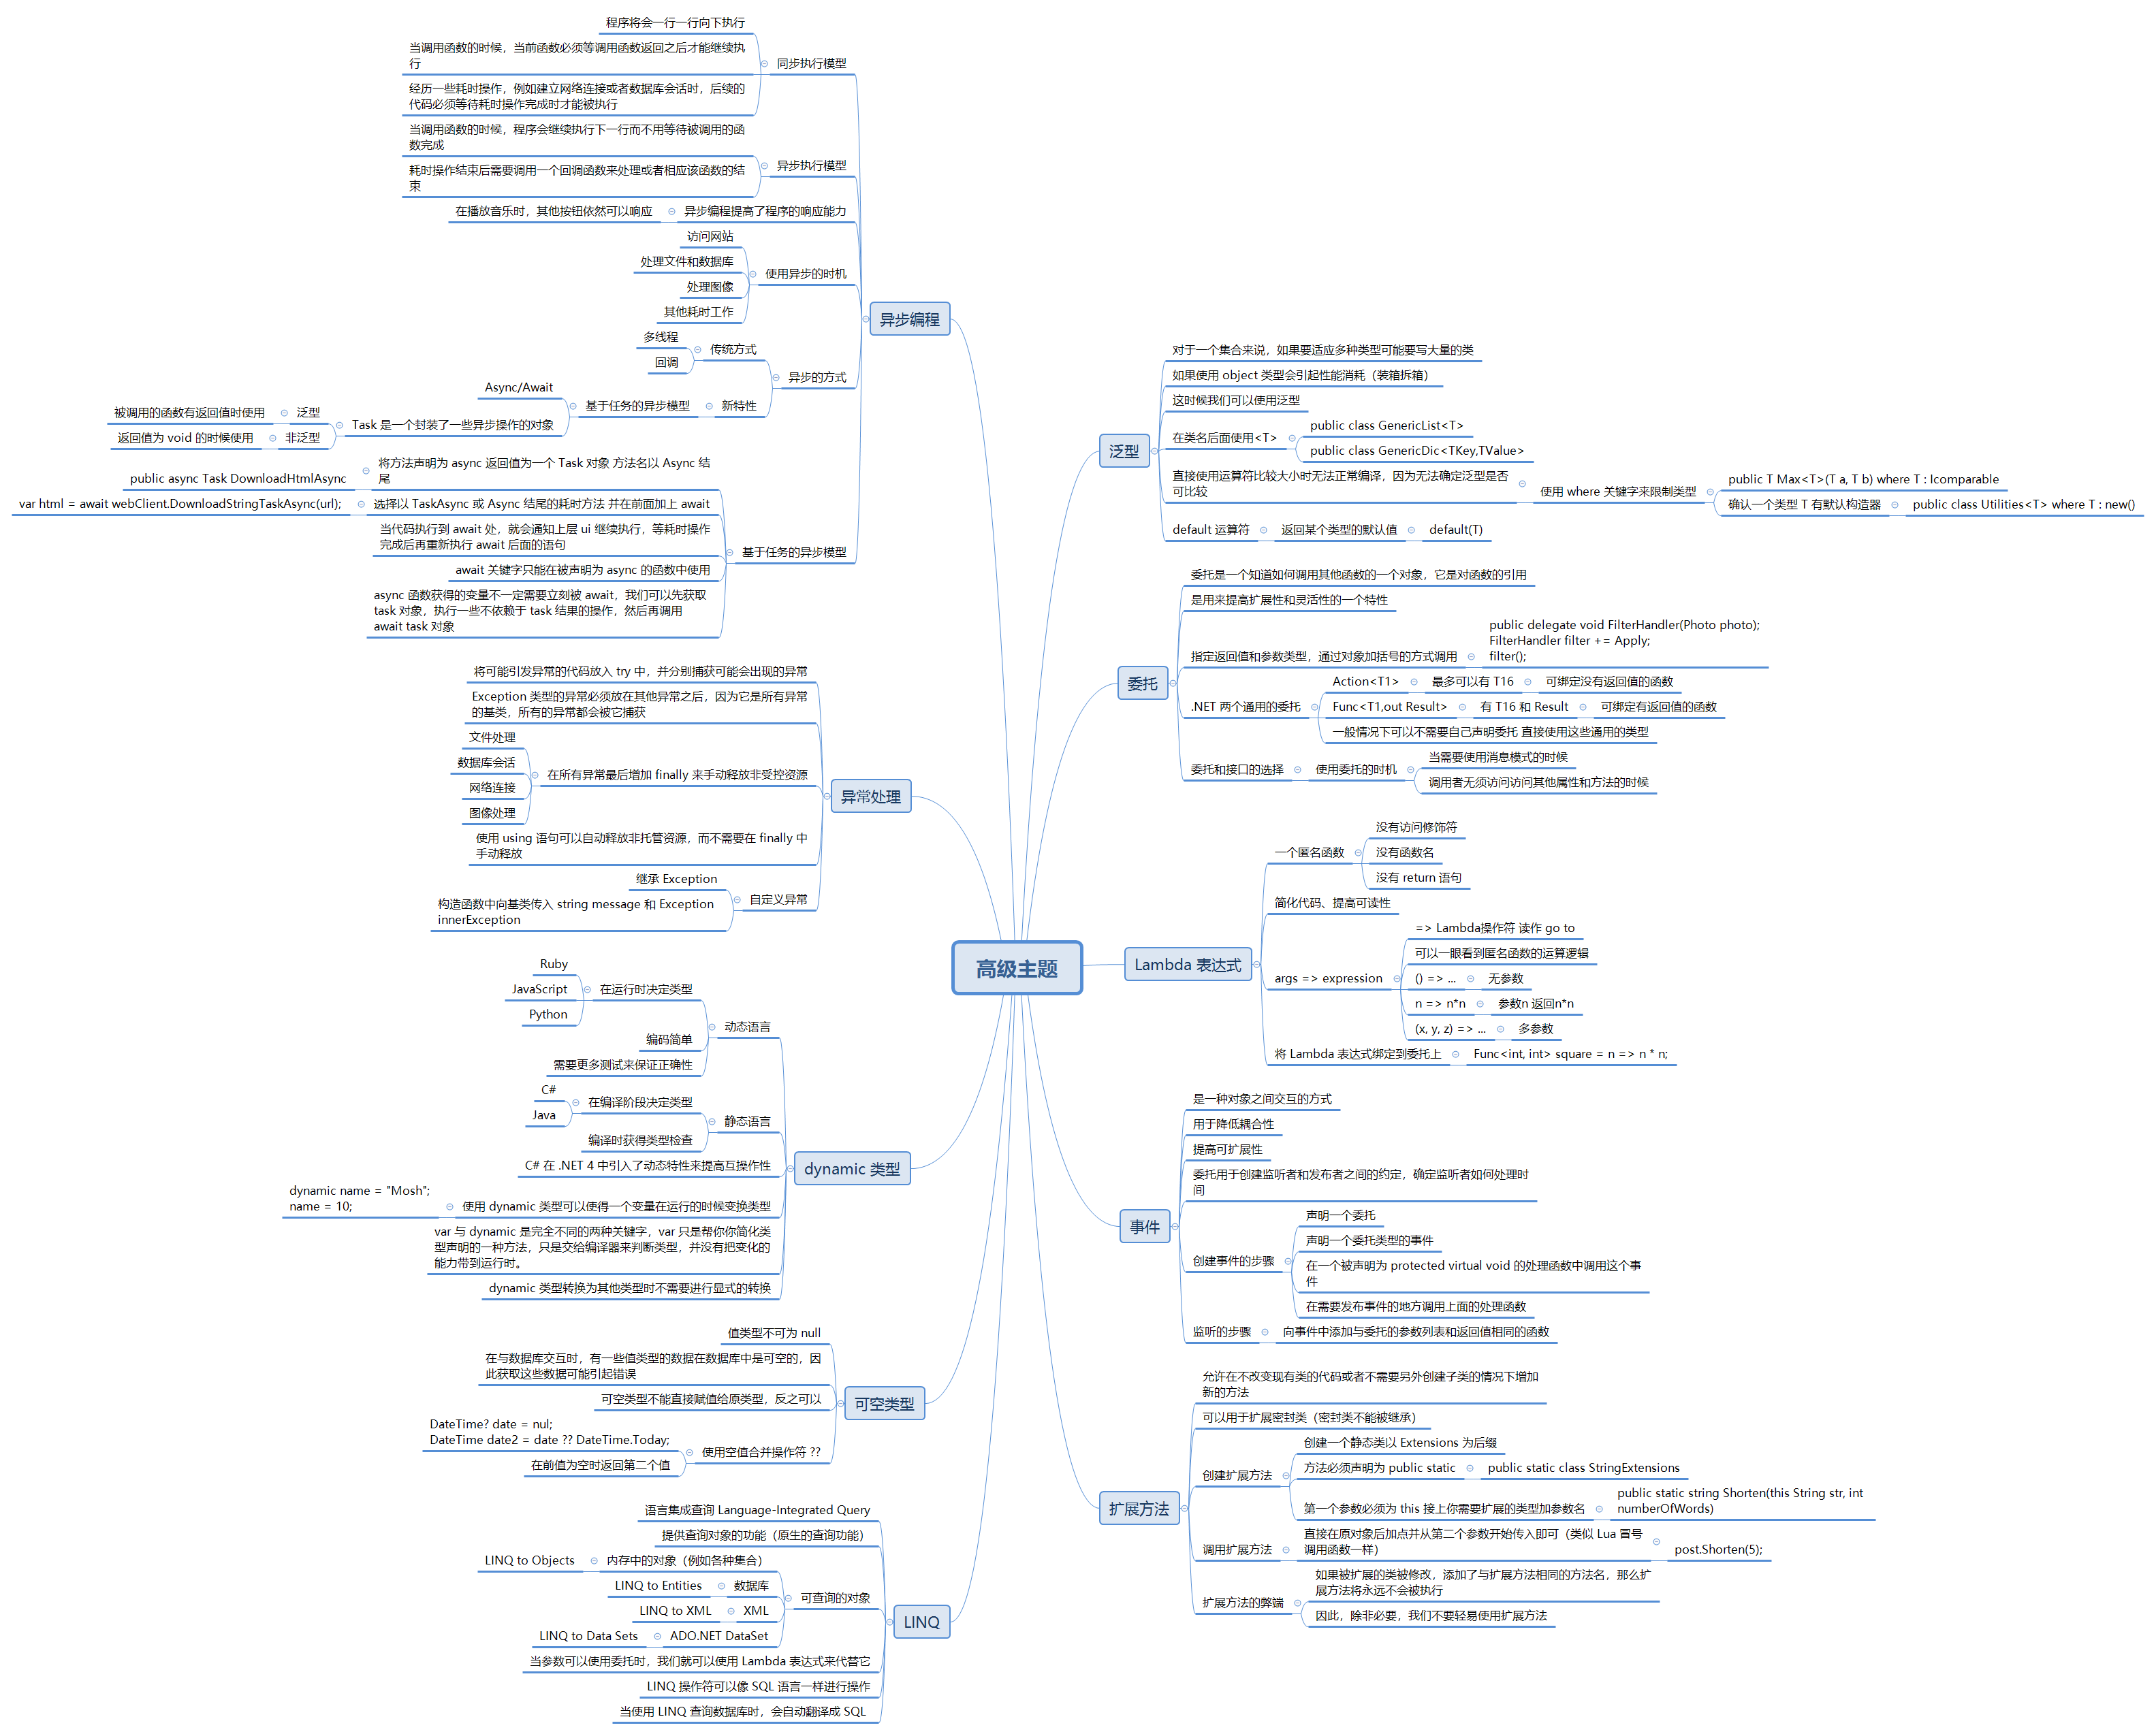 高级主题
泛型
对于一个集合来说，如果要适应多种类型可能要写大量的类
如果使用 object 类型会引起性能消耗（装箱拆箱）
这时候我们可以使用泛型
在类名后面使用<T>
public class GenericList<T>
public class GenericDic<TKey,TValue>
直接使用运算符比较大小时无法正常编译，因为无法确定泛型是否
可比较
使用 where 关键字来限制类型
public T Max<T>(T a, T b) where T : Icomparable
确认一个类型 T 有默认构造器
public class Utilities<T> where T : new()
default 运算符
返回某个类型的默认值
default(T)
委托
委托是一个知道如何调用其他函数的一个对象，它是对函数的引用
是用来提高扩展性和灵活性的一个特性
指定返回值和参数类型，通过对象加括号的方式调用
public delegate void FilterHandler(Photo photo);
FilterHandler filter += Apply;
filter();
.NET 两个通用的委托
Action<T1>
最多可以有 T16
可绑定没有返回值的函数
Func<T1,out Result>
有 T16 和 Result
可绑定有返回值的函数
一般情况下可以不需要自己声明委托 直接使用这些通用的类型
委托和接口的选择
使用委托的时机
当需要使用消息模式的时候
调用者无须访问访问其他属性和方法的时候
Lambda 表达式
一个匿名函数
没有访问修饰符
没有函数名
没有 return 语句
简化代码、提高可读性
args => expression
=> Lambda操作符 读作 go to
可以一眼看到匿名函数的运算逻辑
() => ...
无参数
n => n*n
参数n 返回n*n
(x, y, z) => ...
多参数
将 Lambda 表达式绑定到委托上
Func<int, int> square = n => n * n;
事件
是一种对象之间交互的方式
用于降低耦合性
提高可扩展性
委托用于创建监听者和发布者之间的约定，确定监听者如何处理时
间
创建事件的步骤
声明一个委托
声明一个委托类型的事件
在一个被声明为 protected virtual void 的处理函数中调用这个事
件
在需要发布事件的地方调用上面的处理函数
监听的步骤
向事件中添加与委托的参数列表和返回值相同的函数
扩展方法
允许在不改变现有类的代码或者不需要另外创建子类的情况下增加
新的方法
可以用于扩展密封类（密封类不能被继承）
创建扩展方法
创建一个静态类以 Extensions 为后缀
方法必须声明为 public static
public static class StringExtensions
第一个参数必须为 this 接上你需要扩展的类型加参数名
public static string Shorten(this String str, int
numberOfWords)
调用扩展方法
直接在原对象后加点并从第二个参数开始传入即可（类似 Lua 冒号
调用函数一样）
post.Shorten(5);
扩展方法的弊端
如果被扩展的类被修改，添加了与扩展方法相同的方法名，那么扩
展方法将永远不会被执行
因此，除非必要，我们不要轻易使用扩展方法
异步编程
同步执行模型
程序将会一行一行向下执行
当调用函数的时候，当前函数必须等调用函数返回之后才能继续执
行
经历一些耗时操作，例如建立网络连接或者数据库会话时，后续的
代码必须等待耗时操作完成时才能被执行
异步执行模型
当调用函数的时候，程序会继续执行下一行而不用等待被调用的函
数完成
耗时操作结束后需要调用一个回调函数来处理或者相应该函数的结
束
异步编程提高了程序的响应能力
在播放音乐时，其他按钮依然可以响应
使用异步的时机
访问网站
处理文件和数据库
处理图像
其他耗时工作
异步的方式
传统方式
多线程
回调
新特性
基于任务的异步模型
Async/Await
Task 是一个封装了一些异步操作的对象
泛型
被调用的函数有返回值时使用
非泛型
返回值为 void 的时候使用
基于任务的异步模型
将方法声明为 async 返回值为一个 Task 对象 方法名以 Async 结
尾
public async Task DownloadHtmlAsync
选择以 TaskAsync 或 Async 结尾的耗时方法 并在前面加上 await
var html = await webClient.DownloadStringTaskAsync(url);
当代码执行到 await 处，就会通知上层 ui 继续执行，等耗时操作
完成后再重新执行 await 后面的语句
await 关键字只能在被声明为 async 的函数中使用
async 函数获得的变量不一定需要立刻被 await，我们可以先获取
task 对象，执行一些不依赖于 task 结果的操作，然后再调用
await task 对象
异常处理
将可能引发异常的代码放入 try 中，并分别捕获可能会出现的异常
Exception 类型的异常必须放在其他异常之后，因为它是所有异常
的基类，所有的异常都会被它捕获
在所有异常最后增加 finally 来手动释放非受控资源
文件处理
数据库会话
网络连接
图像处理
使用 using 语句可以自动释放非托管资源，而不需要在 finally 中
手动释放
自定义异常
继承 Exception
构造函数中向基类传入 string message 和 Exception
innerException
dynamic 类型
动态语言
在运行时决定类型
Ruby
JavaScript
Python
编码简单
需要更多测试来保证正确性
静态语言
在编译阶段决定类型
C#
Java
编译时获得类型检查
C# 在 .NET 4 中引入了动态特性来提高互操作性
使用 dynamic 类型可以使得一个变量在运行的时候变换类型
dynamic name = "Mosh";
name = 10;
var 与 dynamic 是完全不同的两种关键字，var 只是帮你你简化类
型声明的一种方法，只是交给编译器来判断类型，并没有把变化的
能力带到运行时。
dynamic 类型转换为其他类型时不需要进行显式的转换
可空类型
值类型不可为 null
在与数据库交互时，有一些值类型的数据在数据库中是可空的，因
此获取这些数据可能引起错误
可空类型不能直接赋值给原类型，反之可以
使用空值合并操作符 ??
DateTime? date = nul;
DateTime date2 = date ?? DateTime.Today;
在前值为空时返回第二个值
LINQ
语言集成查询 Language-Integrated Query
提供查询对象的功能（原生的查询功能）
可查询的对象
内存中的对象（例如各种集合）
LINQ to Objects
数据库
LINQ to Entities
XML
LINQ to XML
ADO.NET DataSet
LINQ to Data Sets
当参数可以使用委托时，我们就可以使用 Lambda 表达式来代替它
LINQ 操作符可以像 SQL 语言一样进行操作
当使用 LINQ 查询数据库时，会自动翻译成 SQL